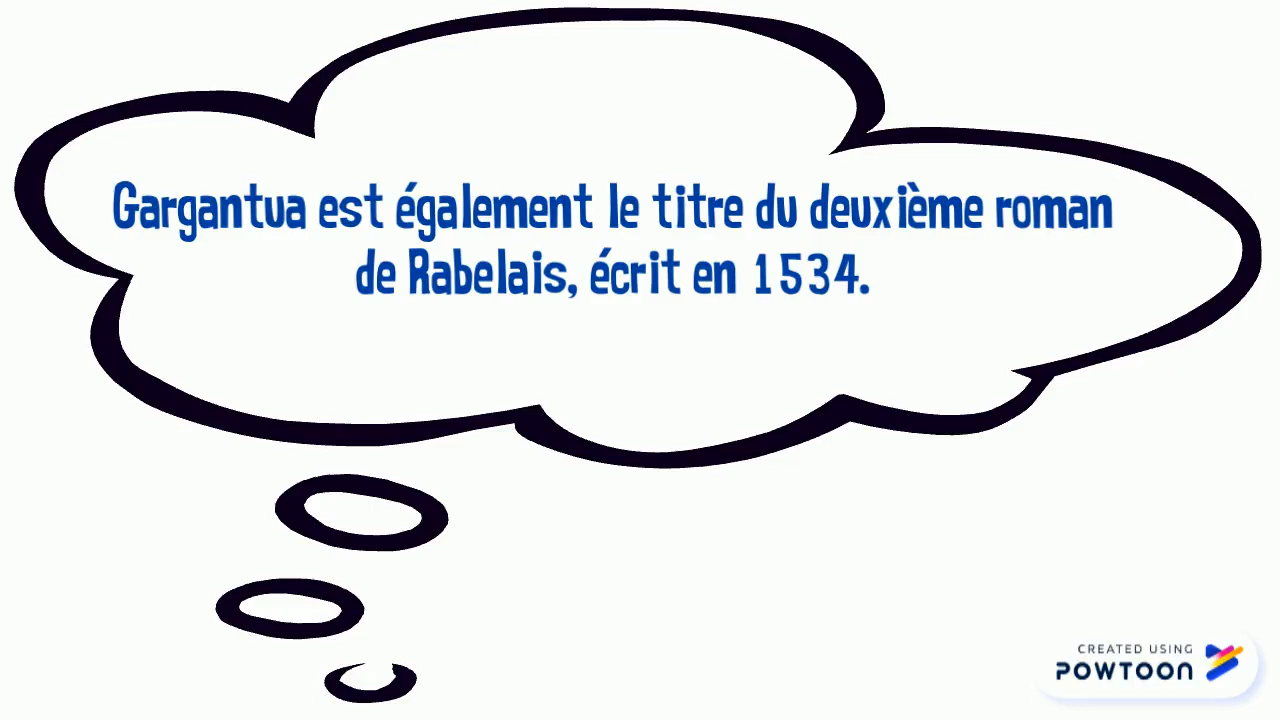 Gargantua est également le titre du deuxième roman
de Rabelais, écrit en 1534.
CREATED USING
POWTOON